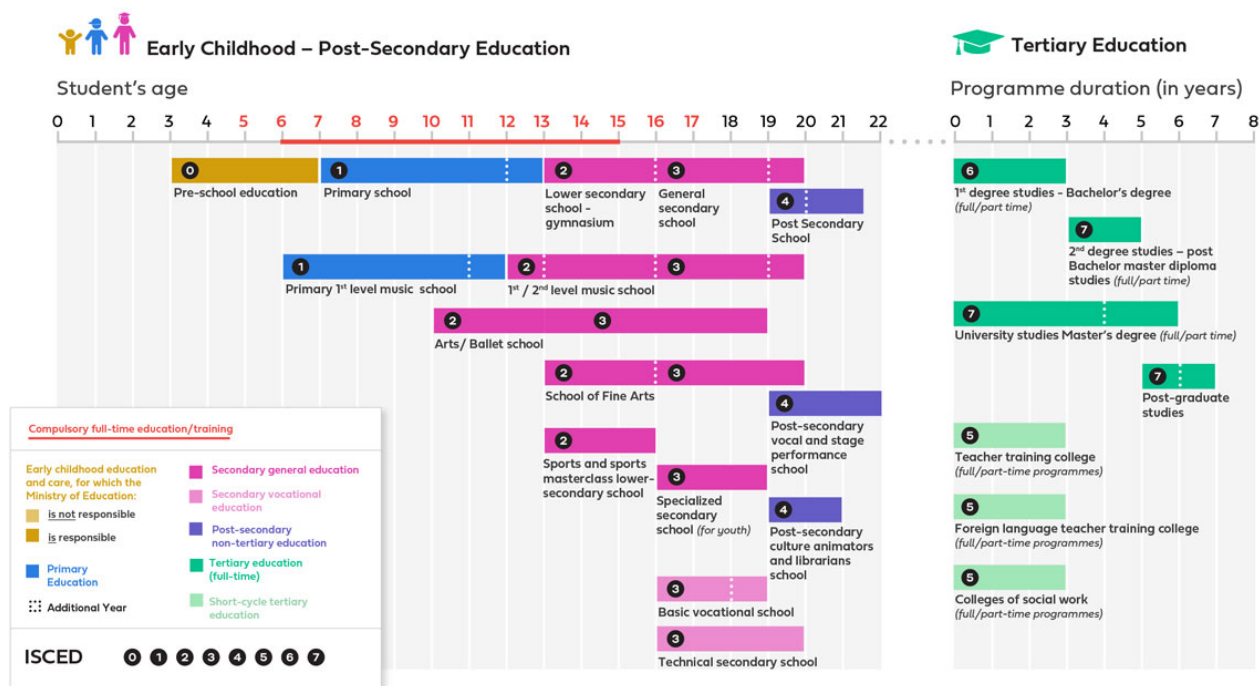 Early Childhood – Post-Secondary Education
Student's age
0 1 2 3 4 5 6 7 8 9 10 11 12 13 14 15 16 17 18 19 20 21 22
0
Pre-school education
1
Primary school
2
Lower secondary
school -
gymnasium
3
General
secondary
school
4
Post Secondary
School
1
Primary 1st level music school
2
3
1st / 2nd level music school
2
3
Arts/ Ballet school
2
3
School of Fine Arts
4
Post-secondary
vocal and stage
performance
school
2
Sports and sports
masterclass lower-
secondary school
3
Specialized
secondary
school (for youth)
4
Post-secondary
culture animators
and librarians
school
3
Basic vocational school
3
Technical secondary school
Tertiary Education
Programme duration (in years)
0 1 2 3 4 5 6 7 8
6
1st degree studies - Bachelor's degree
(full/part time)
7
2nd degree studies – post
Bachelor master diploma
studies (full/part time)
7
University studies Master's degree (full/part time)
7
Post-graduate
studies
5
Teacher training college
(full/part-time programmes)
5
Foreign language teacher training college
(full/part-time programmes)
5
Colleges of social work
(full/part-time programmes)
Compulsory full-time education/training
Early childhood education
and care, for which the
Ministry of Education:
is not responsible
is responsible
Primary
Education
Additional Year
Secondary general education
Secondary vocational
education
Post-secondary
non-tertiary education
Tertiary education
(full-time)
Short-cycle tertiary
education
ISCED 0 1 2 3 4 5 6 7